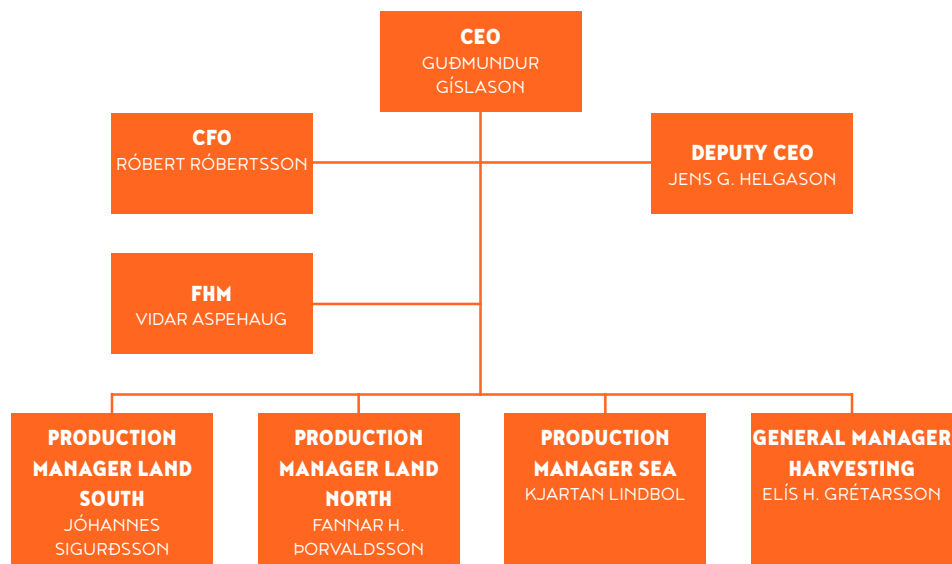 CEO
GUÐMUNDUR
GÍSLASON
CFO
RÓBERT RÓBERTSSON
DEPUTY CEO
JENS G. HELGASON
FHM
VIDAR ASPEHAUG
PRODUCTION
MANAGER LAND
SOUTH
JÓHANNES
SIGURÐSSON
PRODUCTION
MANAGER LAND
NORTH
FANNAR H.
ÞORVALDSSON
PRODUCTION
MANAGER SEA
KJARTAN LINDBOL
GENERAL MANAGER
HARVESTING
ELÍS H. GRÉTARSSON